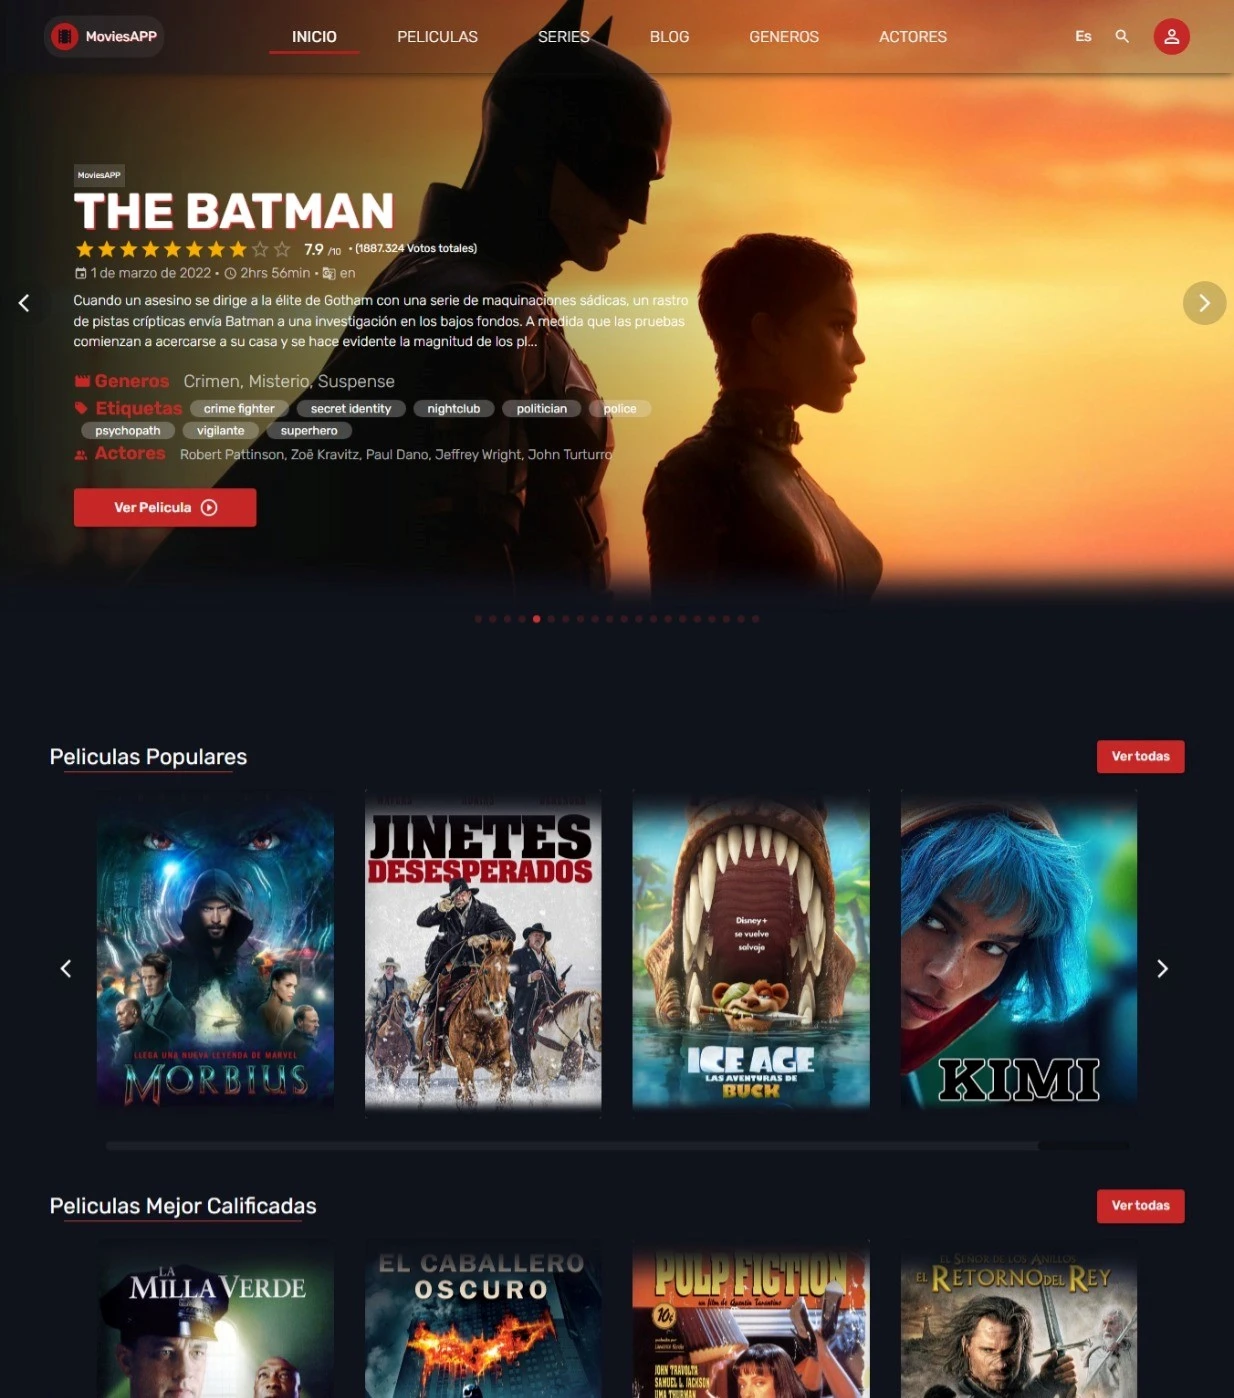 MoviesAPP
INICIO
PELICULAS
SERIES
BLOG
GENEROS
ACTORES
Es
MoviesAPP
THE BATMAN
7.9 /10 • (1887.324 Votos totales)
1 de marzo de 2022 • 2hrs 56min • en
Cuando un asesino se dirige a la élite de Gotham con una serie de maquinaciones sádicas, un rastro
de pistas crípticas envía Batman a una investigación en los bajos fondos. A medida que las pruebas
comienzan a acercarse a su casa y se hace evidente la magnitud de los pl...
Generos Crimen, Misterio, Suspense
Etiquetas crime fighter secret identity nightclub politician police
psychopath vigilante superhero
Actores Robert Pattinson, Zoë Kravitz, Paul Dano, Jeffrey Wright, John Turturro
Ver Pelicula
Peliculas Populares
Ver todas
LLEGA UNA NUEVA LEYENDA DE MARVEL
MORBIUS
JINETES
DESESPERADOS
Disney+
se vuelve
salvaje
ICE AGE
LAS AVENTURAS DE
BUCK
KIMI
Peliculas Mejor Calificadas
Ver todas
LA
MILLA VERDE
EL CABALLERO
OSCURO
PULP FICTION
un film de Quentin Tarantino
10¢
JOHN TRAVOLTA
SAMUEL L. JACKSON
UMA THURMAN
EL SEÑOR DE LOS ANILLOS
EL RETORNO DEL REY